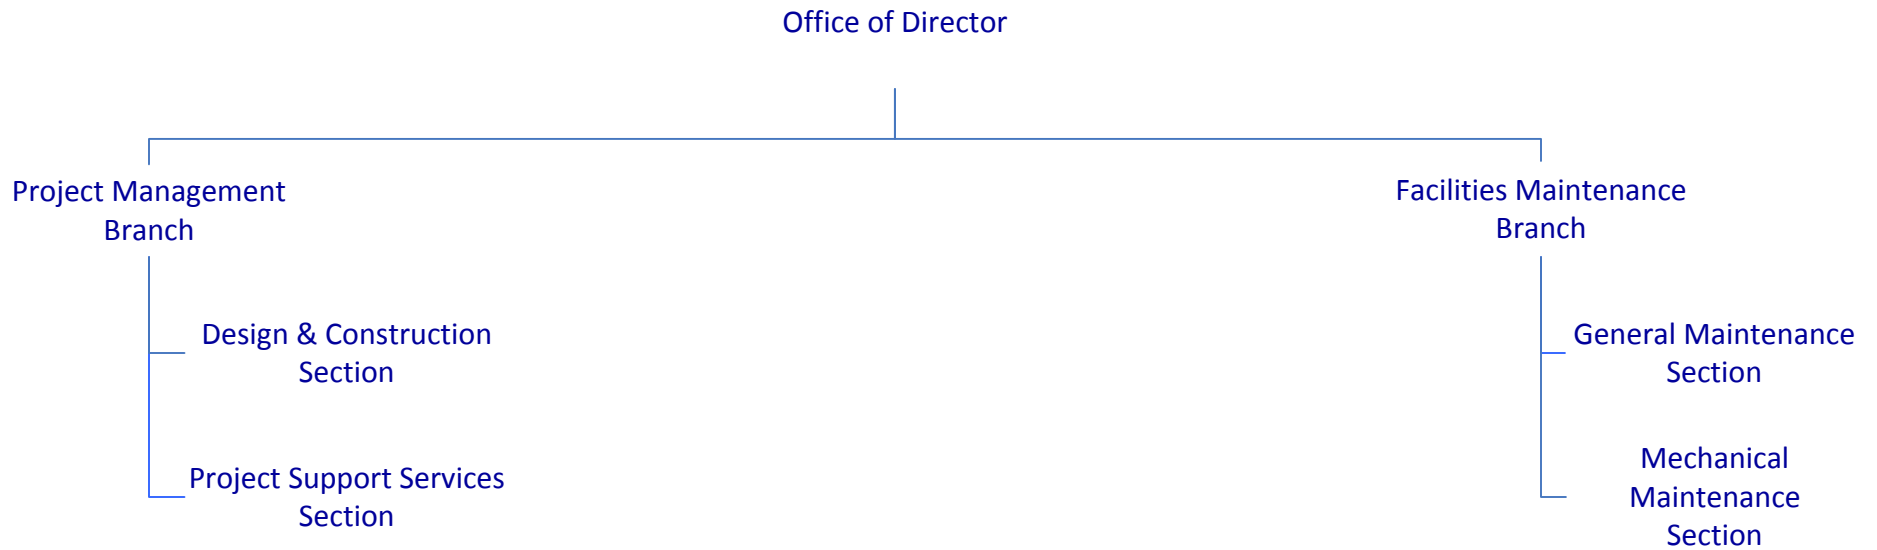 Office of Director
Project Management
Branch
Facilities Maintenance
Branch
Design & Construction
Section
General Maintenance
Section
Project Support Services
Section
Mechanical
Maintenance
Section